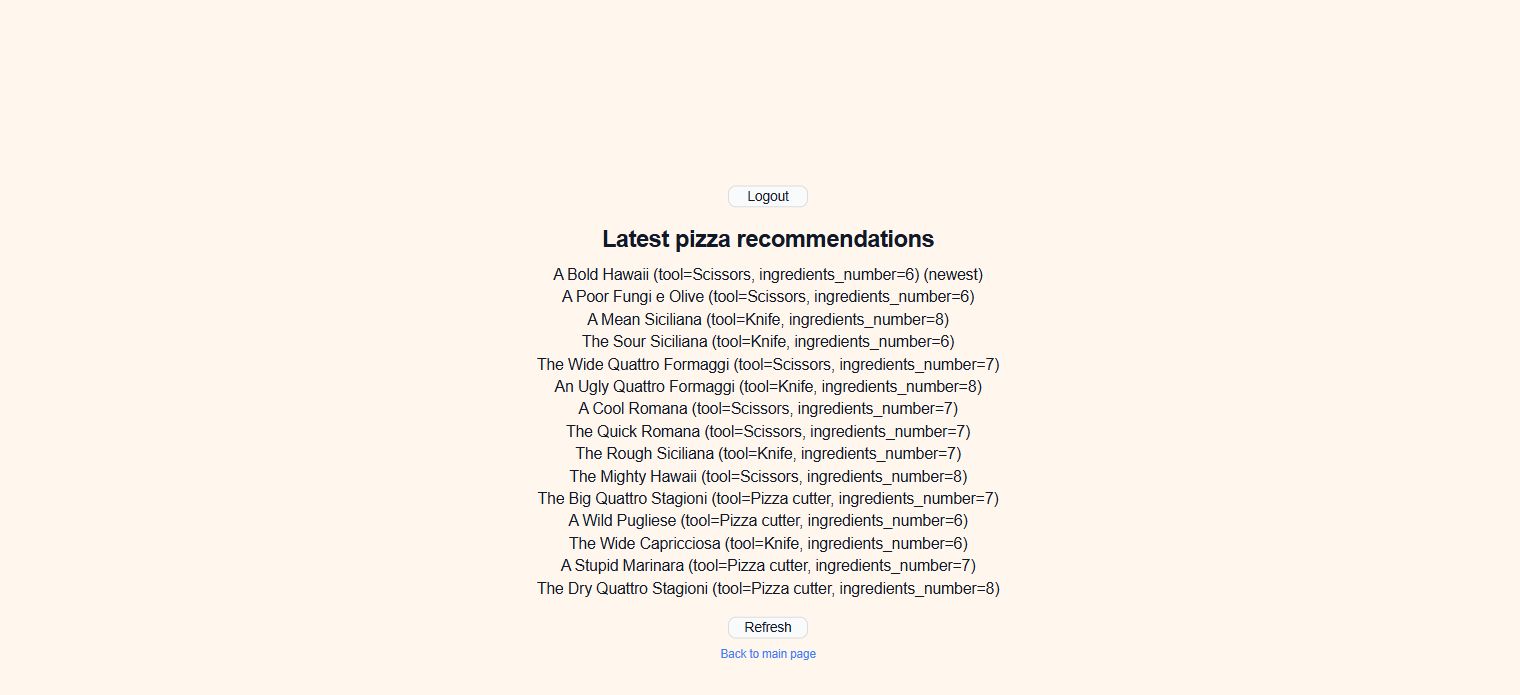 Logout
Latest pizza recommendations
A Bold Hawaii (tool=Scissors, ingredients_number=6) (newest)
A Poor Fungi e Olive (tool=Scissors, ingredients_number=6)
A Mean Siciliana (tool=Knife, ingredients_number=8)
The Sour Siciliana (tool=Knife, ingredients_number=6)
The Wide Quattro Formaggi (tool=Scissors, ingredients_number=7)
An Ugly Quattro Formaggi (tool=Knife, ingredients_number=8)
A Cool Romana (tool=Scissors, ingredients_number=7)
The Quick Romana (tool=Scissors, ingredients_number=7)
The Rough Siciliana (tool=Knife, ingredients_number=7)
The Mighty Hawaii (tool=Scissors, ingredients_number=8)
The Big Quattro Stagioni (tool=Pizza cutter, ingredients_number=7)
A Wild Pugliese (tool=Pizza cutter, ingredients_number=6)
The Wide Capricciosa (tool=Knife, ingredients_number=6)
A Stupid Marinara (tool=Pizza cutter, ingredients_number=7)
The Dry Quattro Stagioni (tool=Pizza cutter, ingredients_number=8)
Refresh
Back to main page